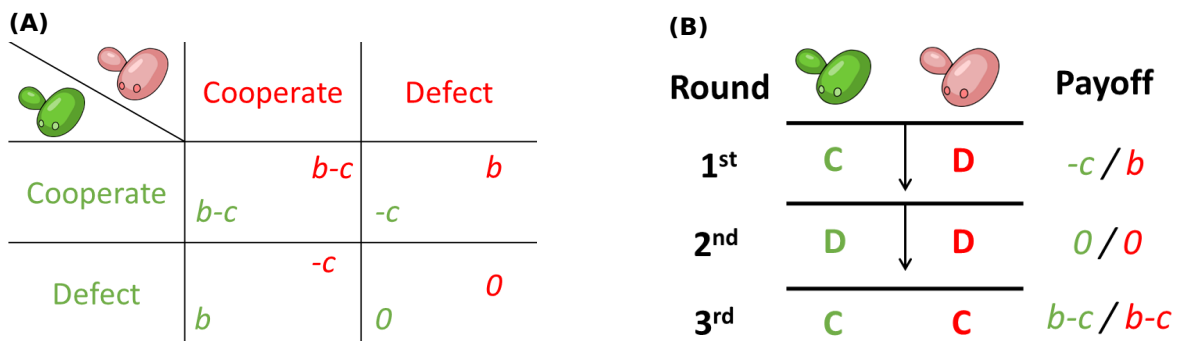 (A)
Cooperate Defect
Cooperate
b-c
b-c
b
-c
Defect
-c
b
0
0
(B)
Round Payoff
1st C D -c / b
2nd D D 0 / 0
3rd C C b-c / b-c